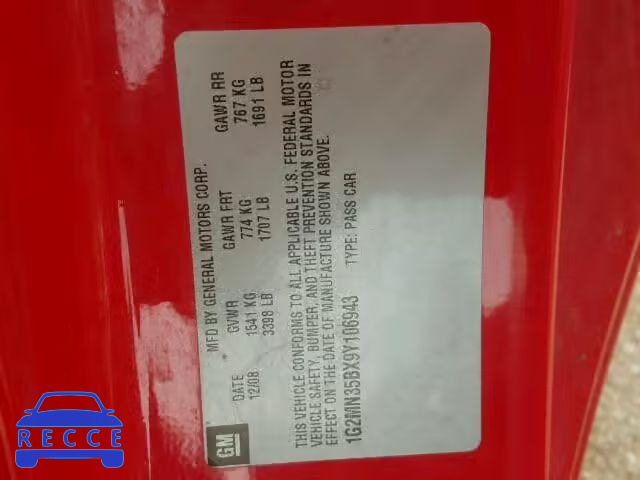 MFD BY GENERAL MOTORS CORP.
DATE GVWR GAWR FRT GAWR RR
12/08 1541 KG 774 KG 767 KG
3398 LB 1707 LB 1691 LB
THIS VEHICLE CONFORMS TO ALL APPLICABLE U.S. FEDERAL MOTOR
VEHICLE SAFETY, BUMPER, AND THEFT PREVENTION STANDARDS IN
EFFECT ON THE DATE OF MANUFACTURE SHOWN ABOVE.
1G2MN35BX9Y106943 TYPE: PASS CAR
GM
RECCE